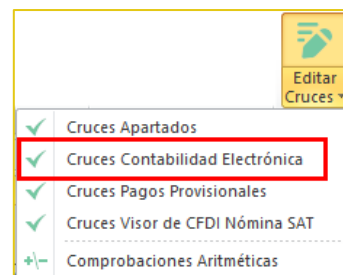 Editar
Cruces
Cruces Apartados
Cruces Contabilidad Electrónica
Cruces Pagos Provisionales
Cruces Visor de CFDI Nómina SAT
Comprobaciones Aritméticas